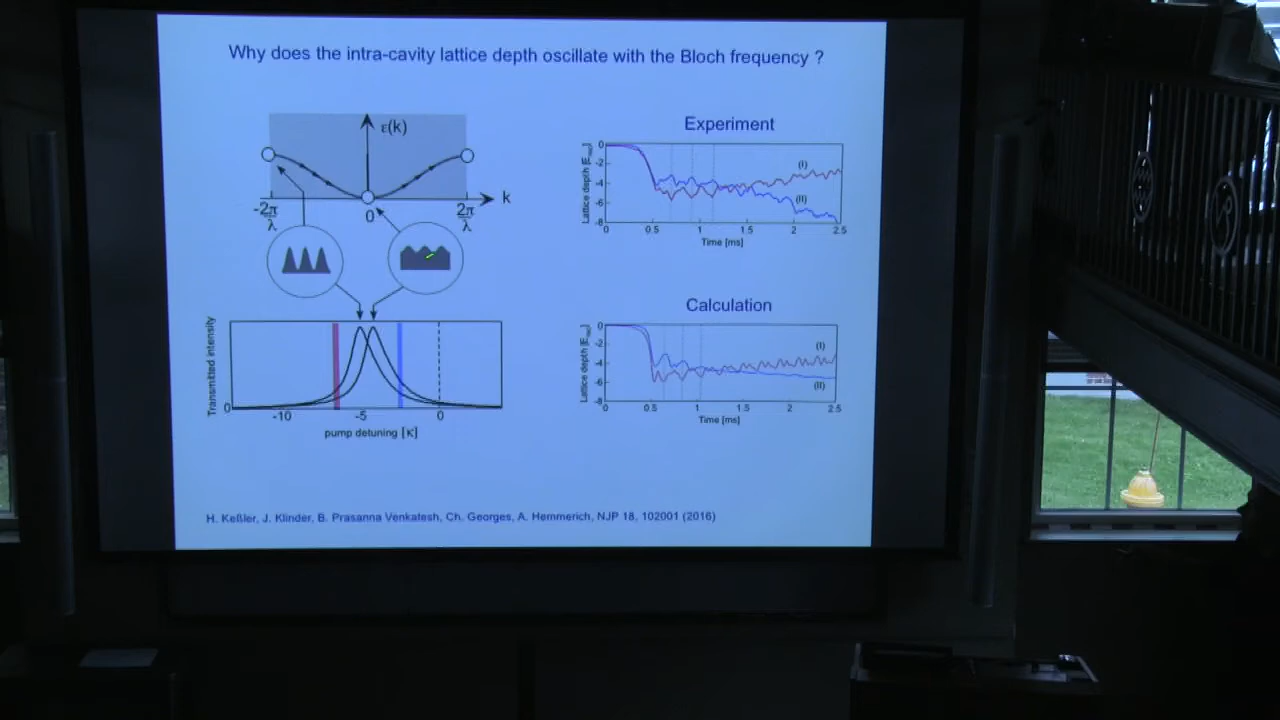 Why does the intra-cavity lattice depth oscillate with the Bloch frequency ?
ε(k)
k
-2π
λ
0
2π
λ
Transmitted intensity
0
-10
-5
0
pump detuning [κ]
Experiment
Lattice depth [Erec]
0
-2
-4
-6
-8
(I)
(II)
0
0.5
1
1.5
2
2.5
Time [ms]
Calculation
Lattice depth [Erec]
0
-2
-4
-6
-8
(I)
(II)
0
0.5
1
1.5
2
2.5
Time [ms]
H. Keßler, J. Klinder, B. Prasanna Venkatesh, Ch. Georges, A. Hemmerich, NJP 18, 102001 (2016)